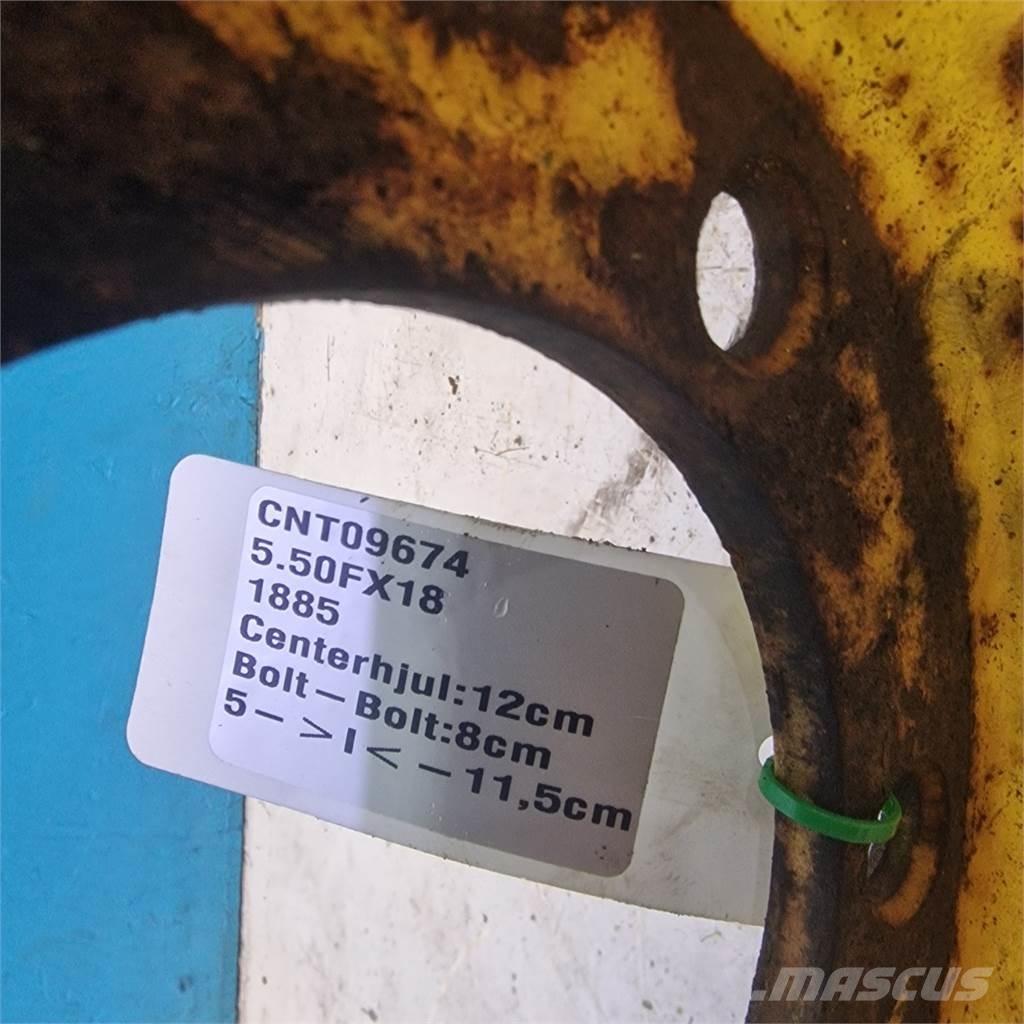 CNT09674
5.50FX18
1885
Centerhjul:12cm
Bolt-Bolt:8cm
5->I<-11,5cm
MASCUS